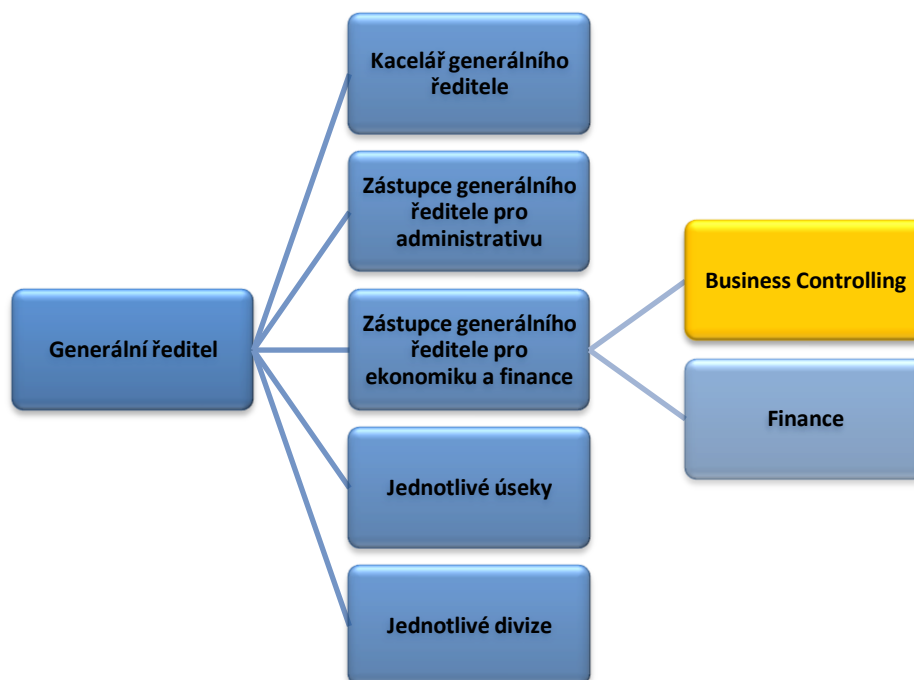 Kacelář generálního
ředitele
Zástupce generálního
ředitele pro
administrativu
Business Controlling
Generální ředitel
Zástupce generálního
ředitele pro
ekonomiku a finance
Finance
Jednotlivé úseky
Jednotlivé divize